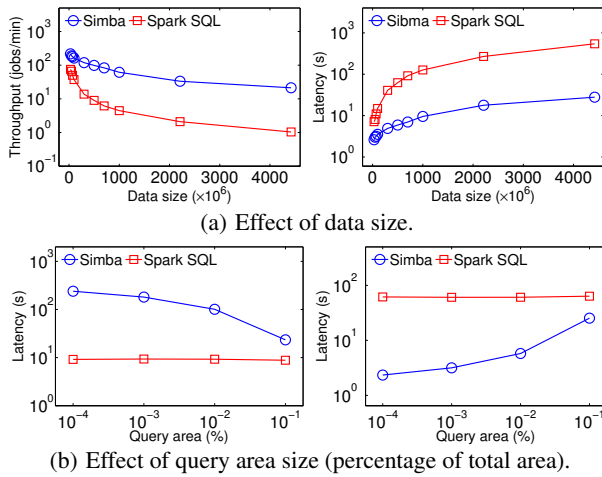 Simba Spark SQL
Throughput (jobs/min)
10^3
10^2
10^1
10^0
10^-1
0 1000 2000 3000 4000
Data size (×10^6)
Sibma Spark SQL
Latency (s)
10^3
10^2
10^1
10^0
0 1000 2000 3000 4000
Data size (×10^6)
(a) Effect of data size.
Simba Spark SQL
Latency (s)
10^3
10^2
10^1
10^0
10^-4 10^-3 10^-2 10^-1
Query area (%)
Simba Spark SQL
Latency (s)
10^2
10^0
10^-4 10^-3 10^-2 10^-1
Query area (%)
(b) Effect of query area size (percentage of total area).